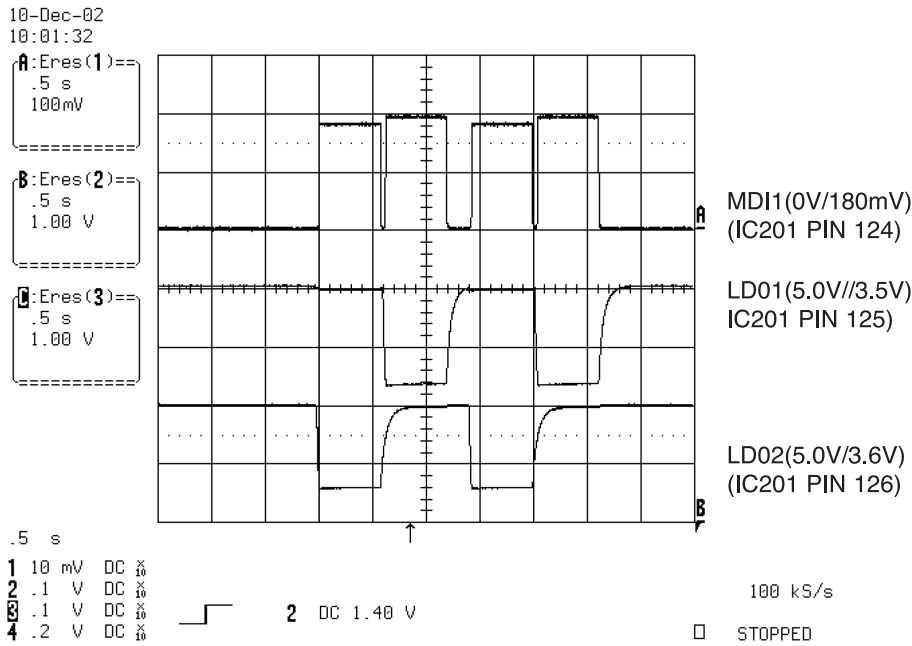 10-Dec-02
10:01:32
A:Eres(1)==
.5 s
100mV
B:Eres(2)==
.5 s
1.00 V
:Eres(3)==
.5 s
1.00 V
A
MDI1(0V/180mV)
(IC201 PIN 124)
LD01(5.0V//3.5V)
IC201 PIN 125)
LD02(5.0V/3.6V)
(IC201 PIN 126)
B
.5 s
1 10 mV DC X10
2 .1 V DC X10
3 .1 V DC X10
4 .2 V DC X10
2 DC 1.40 V
100 kS/s
STOPPED